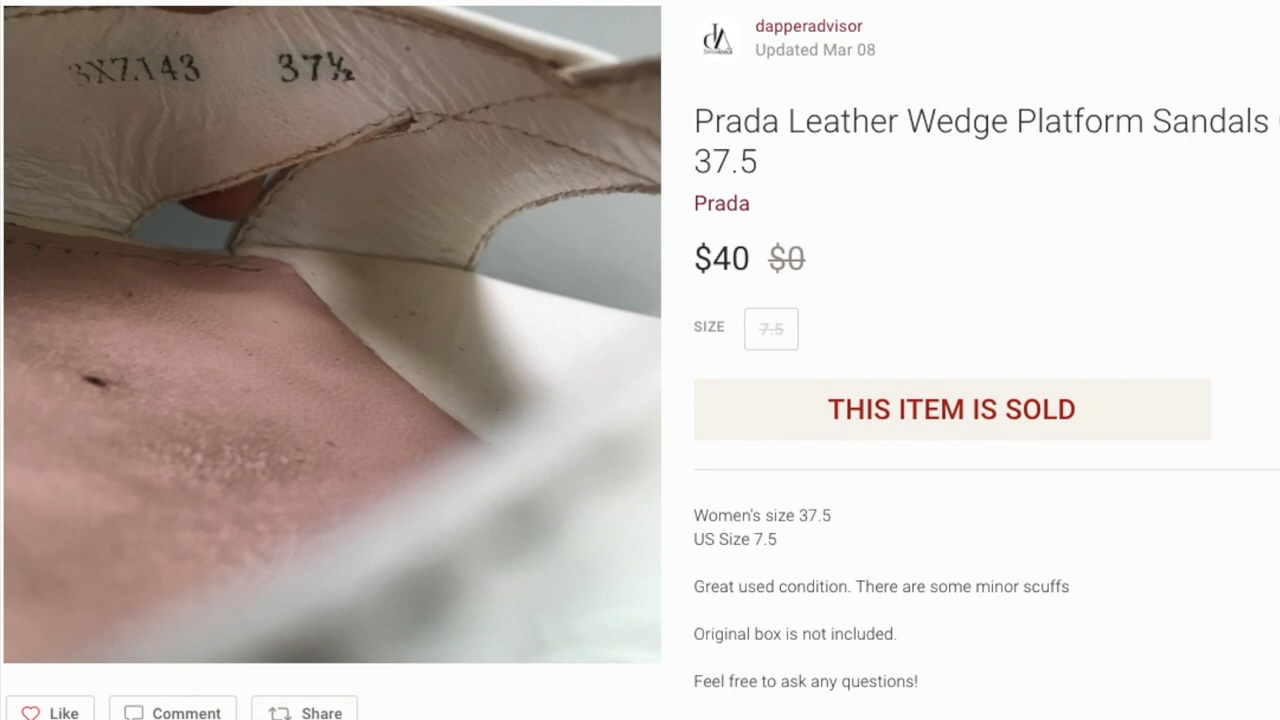 3X7143 37½
dapperadvisor
Updated Mar 08
Prada Leather Wedge Platform Sandals
37.5
Prada
$40 $0
SIZE 7.5
THIS ITEM IS SOLD
Women's size 37.5
US Size 7.5
Great used condition. There are some minor scuffs
Original box is not included.
Feel free to ask any questions!
Like Comment Share